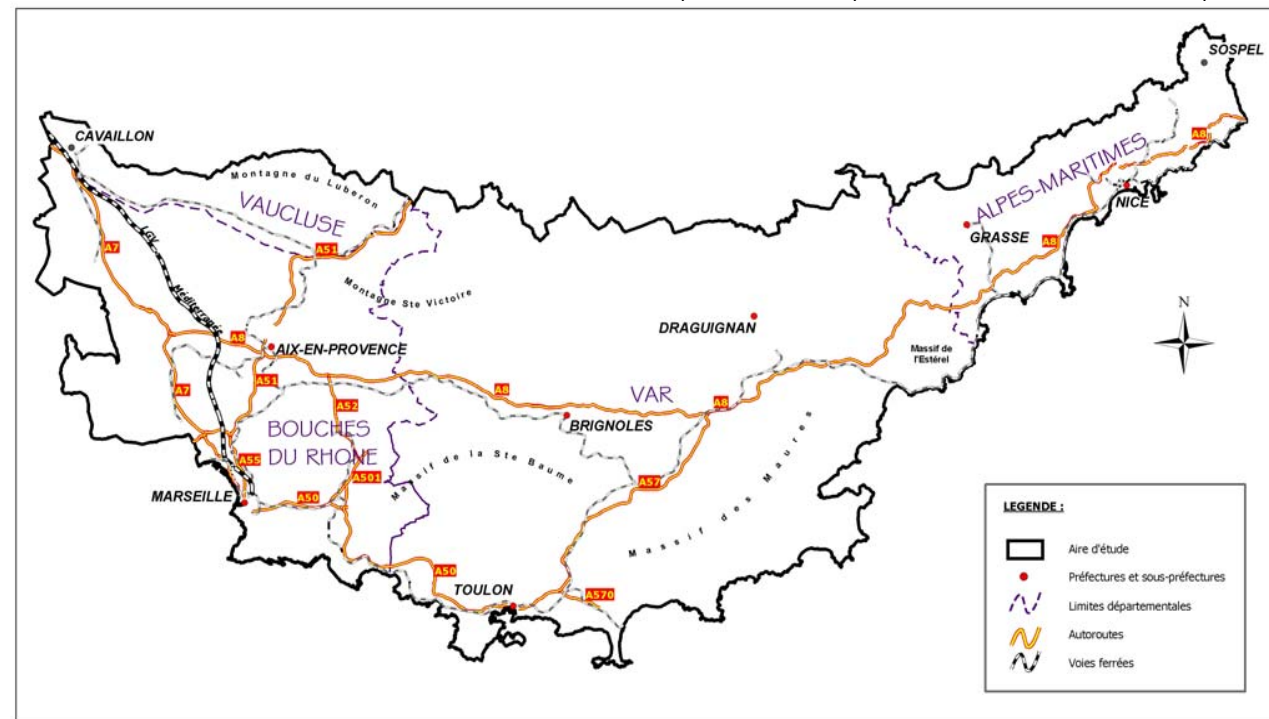 SOSPEL
CAVAILLON
A8
ALPES-MARITIMES
Montagne du Luberon
NICE
VAUCLUSE
GRASSE
LGV
Méditerranée
A7
A51
A8
Montagne Ste Victoire
DRAGUIGNAN
N
A8
AIX-EN-PROVENCE
Massif de
l'Estérel
A51
A7
A52
A8
VAR
A8
BRIGNOLES
BOUCHES
DU RHONE
Massif de la Ste Baume
Massif des Maures
A55
A501
A57
MARSEILLE
A50
LEGENDE :
Aire d'étude
Préfectures et sous-préfectures
Limites départementales
Autoroutes
Voies ferrées
A50
TOULON
A570